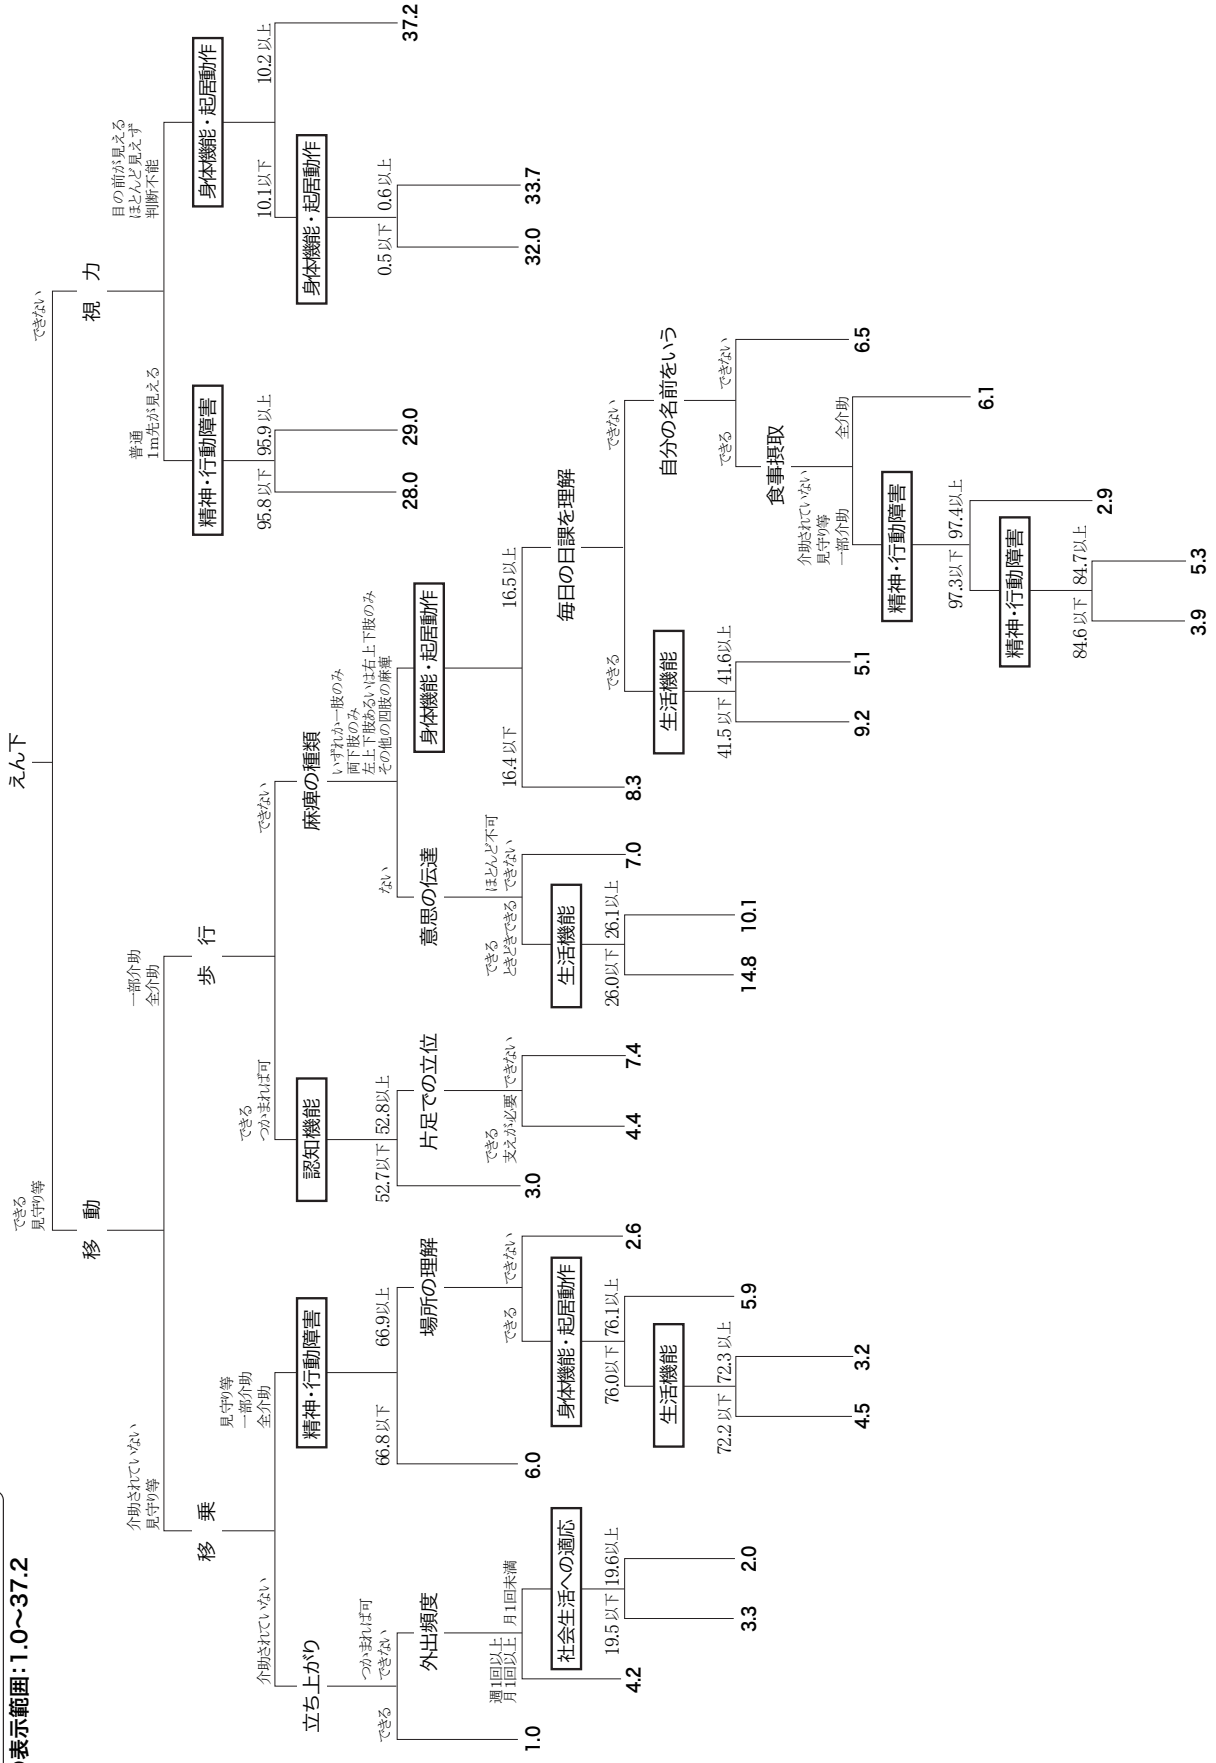 表示範囲：1.0〜37.2
えん下
できる
見守り等
できない
移　動
視　力
介助されていない
見守り等
一部介助
全介助
普通
1m先が見える
目の前が見える
ほとんど見えず
判断不能
移　乗
歩　行
精神・行動障害
身体機能・起居動作
介助されていない
見守り等
一部介助
全介助
できる
つかまれば可
できない
95.8以下
95.9以上
10.1以下
10.2以上
立ち上がり
精神・行動障害
認知機能
麻痺の種類
28.0
29.0
身体機能・起居動作
37.2
できる
つかまれば可
できない
66.8以下
66.9以上
52.7以下
52.8以上
ない
いずれか一肢のみ
両下肢のみ
左上下肢あるいは右上下肢のみ
その他の四肢の麻痺
0.5以下
0.6以上
1.0
外出頻度
6.0
場所の理解
3.0
片足での立位
意思の伝達
身体機能・起居動作
32.0
33.7
週1回以上
月1回以上
月1回未満
できる
できない
できる
支えが必要
できない
できる
ときどきできる
ほとんど不可
できない
16.4以下
16.5以上
4.2
社会生活への適応
身体機能・起居動作
2.6
4.4
7.4
生活機能
7.0
8.3
毎日の日課を理解
19.5以下
19.6以上
76.0以下
76.1以上
26.0以下
26.1以上
できる
できない
3.3
2.0
生活機能
5.9
14.8
10.1
生活機能
自分の名前をいう
72.2以下
72.3以上
41.5以下
41.6以上
できる
できない
4.5
3.2
9.2
5.1
食事摂取
6.5
介助されていない
見守り等
一部介助
全介助
精神・行動障害
6.1
97.3以下
97.4以上
精神・行動障害
2.9
84.6以下
84.7以上
3.9
5.3